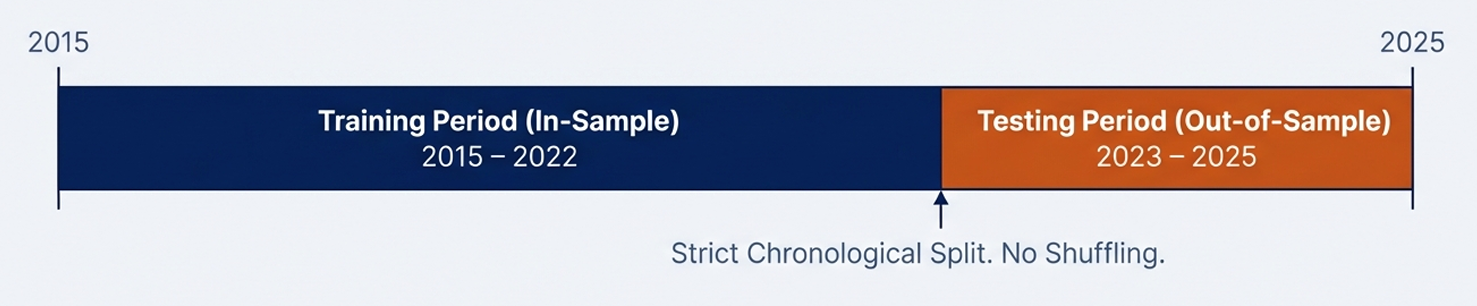 2015
2025
Training Period (In-Sample)
2015 – 2022
Testing Period (Out-of-Sample)
2023 – 2025
Strict Chronological Split. No Shuffling.